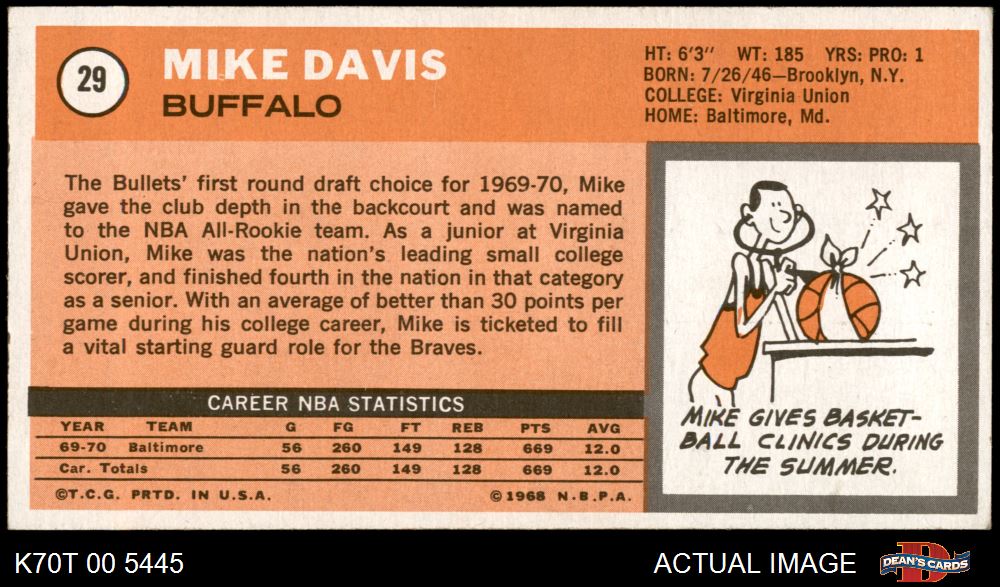 29
MIKE DAVIS
BUFFALO
HT: 6'3" WT: 185 YRS: PRO: 1
BORN: 7/26/46—Brooklyn, N.Y.
COLLEGE: Virginia Union
HOME: Baltimore, Md.
The Bullets' first round draft choice for 1969-70, Mike
gave the club depth in the backcourt and was named
to the NBA All-Rookie team. As a junior at Virginia
Union, Mike was the nation's leading small college
scorer, and finished fourth in the nation in that category
as a senior. With an average of better than 30 points per
game during his college career, Mike is ticketed to fill
a vital starting guard role for the Braves.
MIKE GIVES BASKET-
BALL CLINICS DURING
THE SUMMER.
CAREER NBA STATISTICS
YEAR TEAM G FG FT REB PTS AVG
69-70 Baltimore 56 260 149 128 669 12.0
Car. Totals 56 260 149 128 669 12.0
©T.C.G. PRTD. IN U.S.A. ©1968 N.B.P.A.
K70T 00 5445
ACTUAL IMAGE
D
DEAN'S CARDS